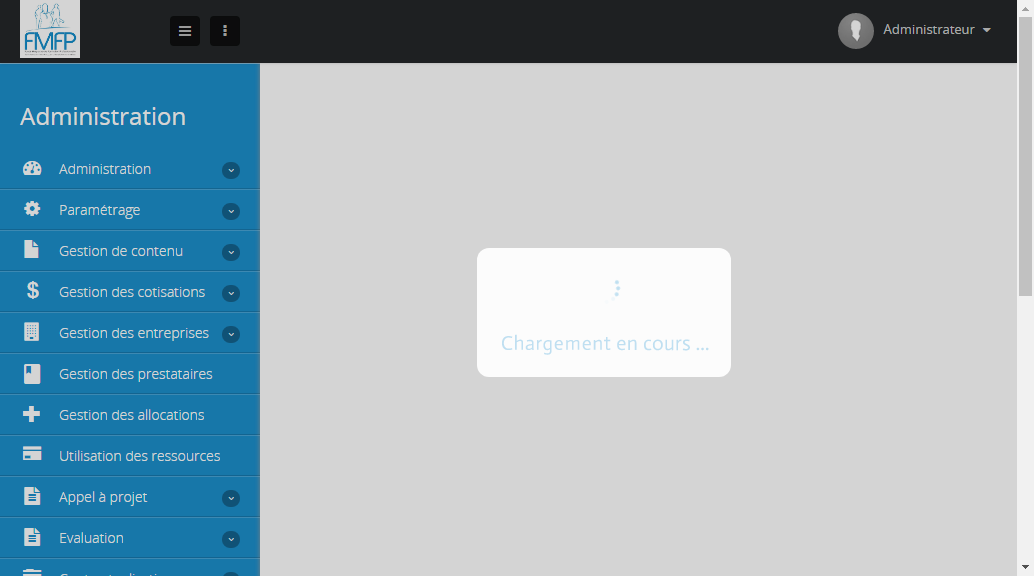 FMFP
Administrateur
Administration
Administration
Paramétrage
Gestion de contenu
Gestion des cotisations
Gestion des entreprises
Gestion des prestataires
Gestion des allocations
Utilisation des ressources
Appel à projet
Evaluation
Chargement en cours ...